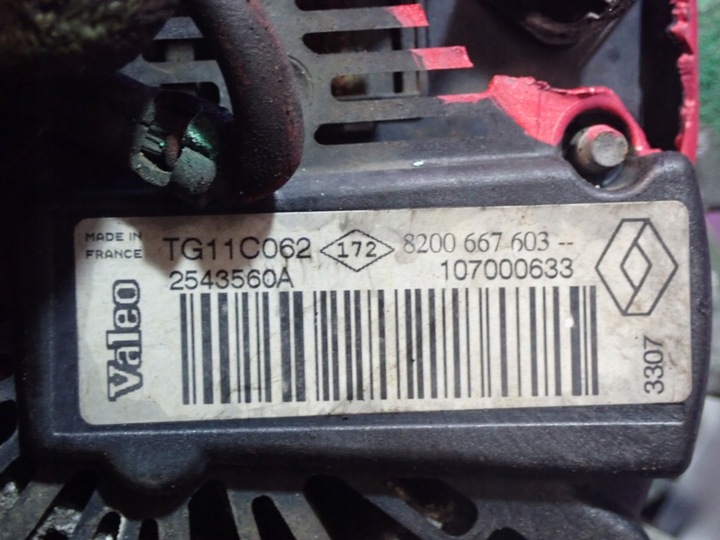 MADE IN
FRANCE
TG11C062 172 8200 667 603 --
2543560A 107000633
Valeo
3307